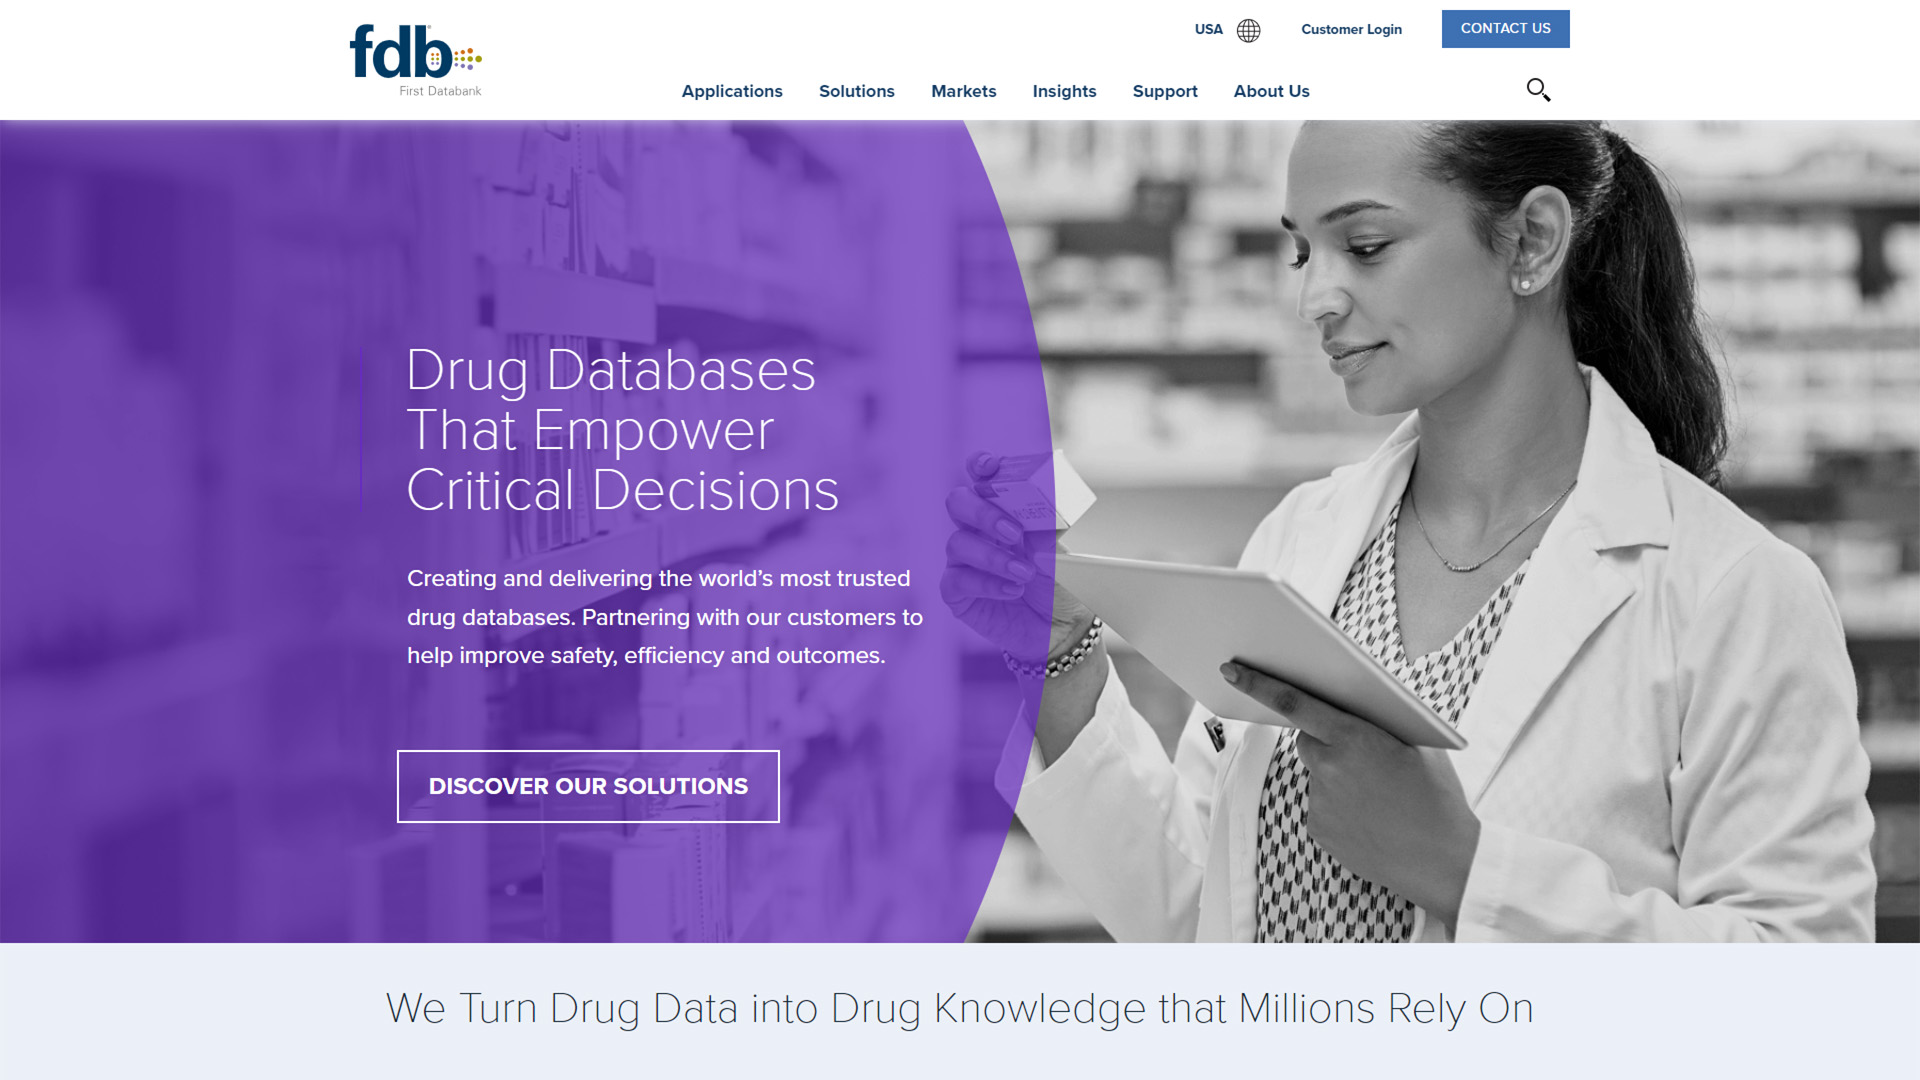 fdb
First Databank
USA
Customer Login
CONTACT US
Applications
Solutions
Markets
Insights
Support
About Us
Drug Databases
That Empower
Critical Decisions
Creating and delivering the world’s most trusted
drug databases. Partnering with our customers to
help improve safety, efficiency and outcomes.
DISCOVER OUR SOLUTIONS
We Turn Drug Data into Drug Knowledge that Millions Rely On